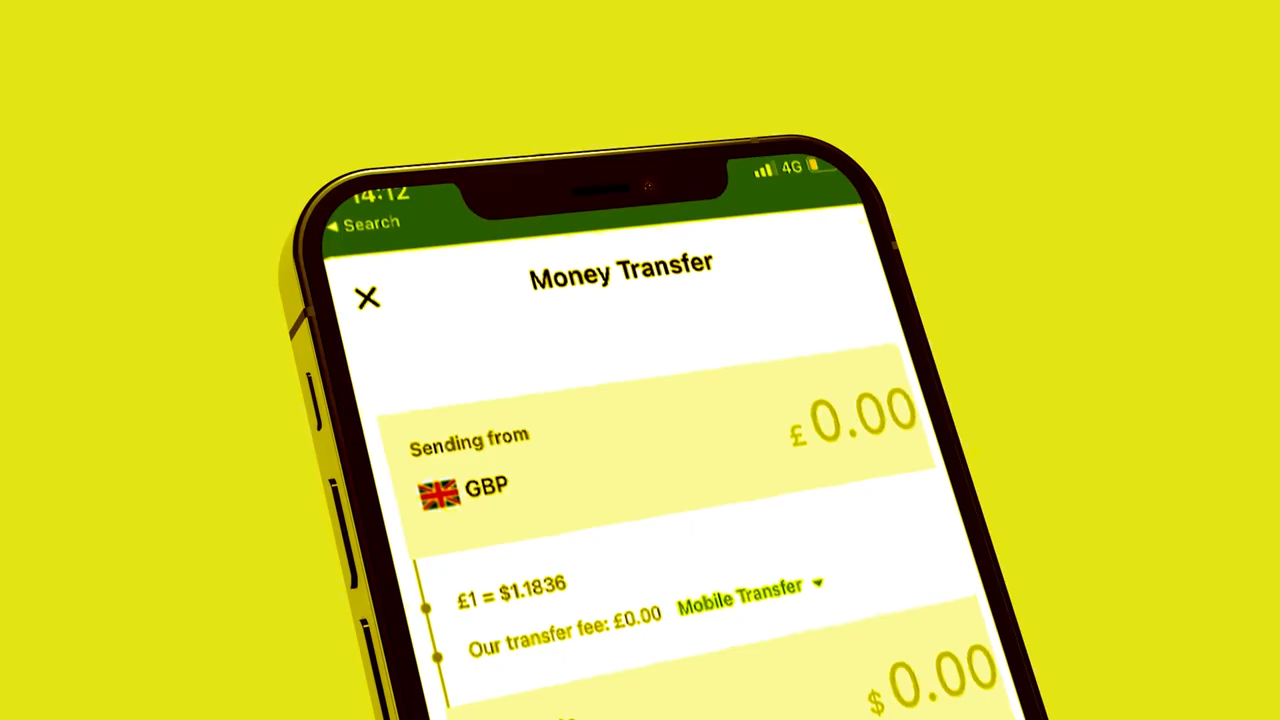 14:12
4G
◀ Search
Money Transfer
Sending from
£0.00
GBP
£1 = $1.1836
Our transfer fee: £0.00 Mobile Transfer
$0.00